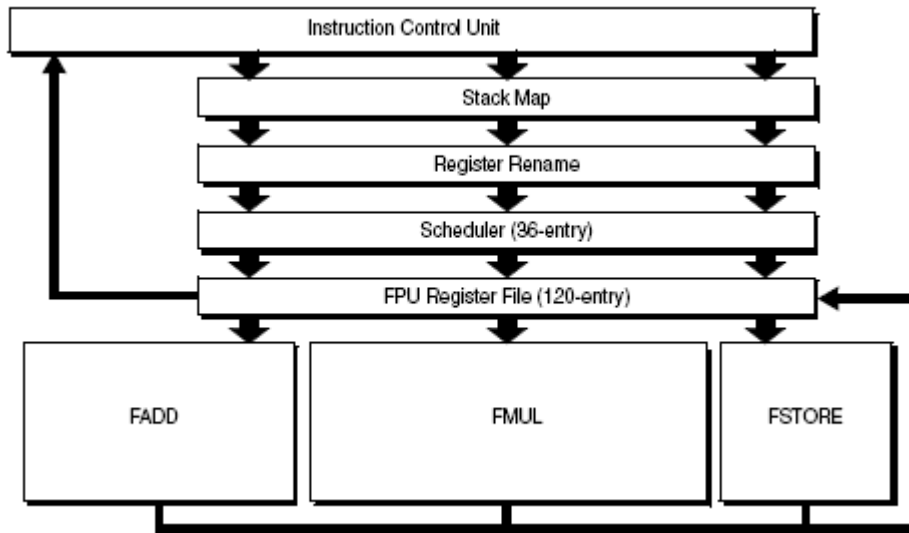 Instruction Control Unit
Stack Map
Register Rename
Scheduler (36-entry)
FPU Register File (120-entry)
FADD
FMUL
FSTORE